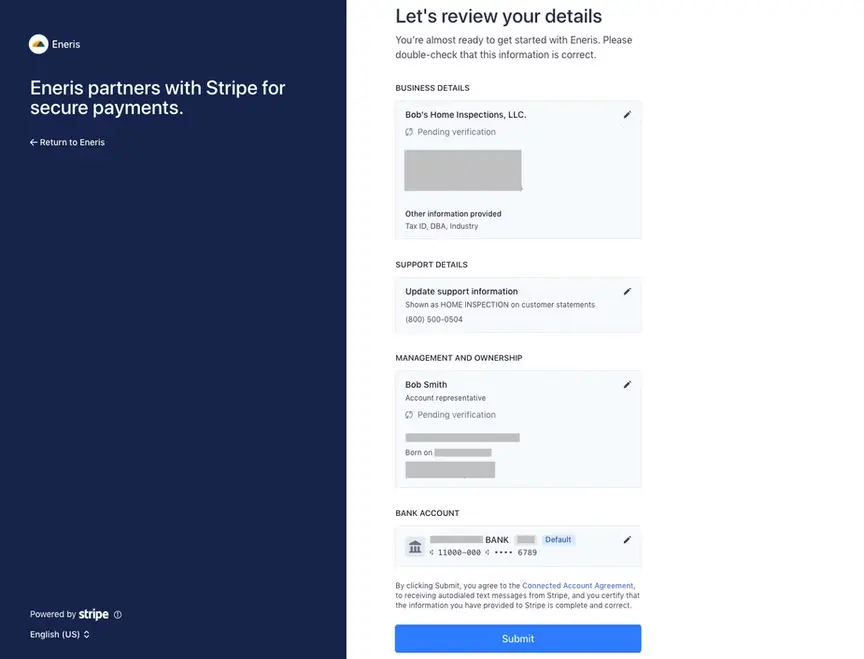 Eneris
Eneris partners with Stripe for
secure payments.
← Return to Eneris
Powered by stripe
English (US)
Let's review your details
You're almost ready to get started with Eneris. Please
double-check that this information is correct.
BUSINESS DETAILS
Bob's Home Inspections, LLC.
Pending verification
Other information provided
Tax ID, DBA, Industry
SUPPORT DETAILS
Update support information
Shown as HOME INSPECTION on customer statements
(800) 500-0504
MANAGEMENT AND OWNERSHIP
Bob Smith
Account representative
Pending verification
Born on
BANK ACCOUNT
BANK Default
⑆ 11000-000 ⑆ •••• 6789
By clicking Submit, you agree to the Connected Account Agreement,
to receiving autodialed text messages from Stripe, and you certify that
the information you have provided to Stripe is complete and correct.
Submit